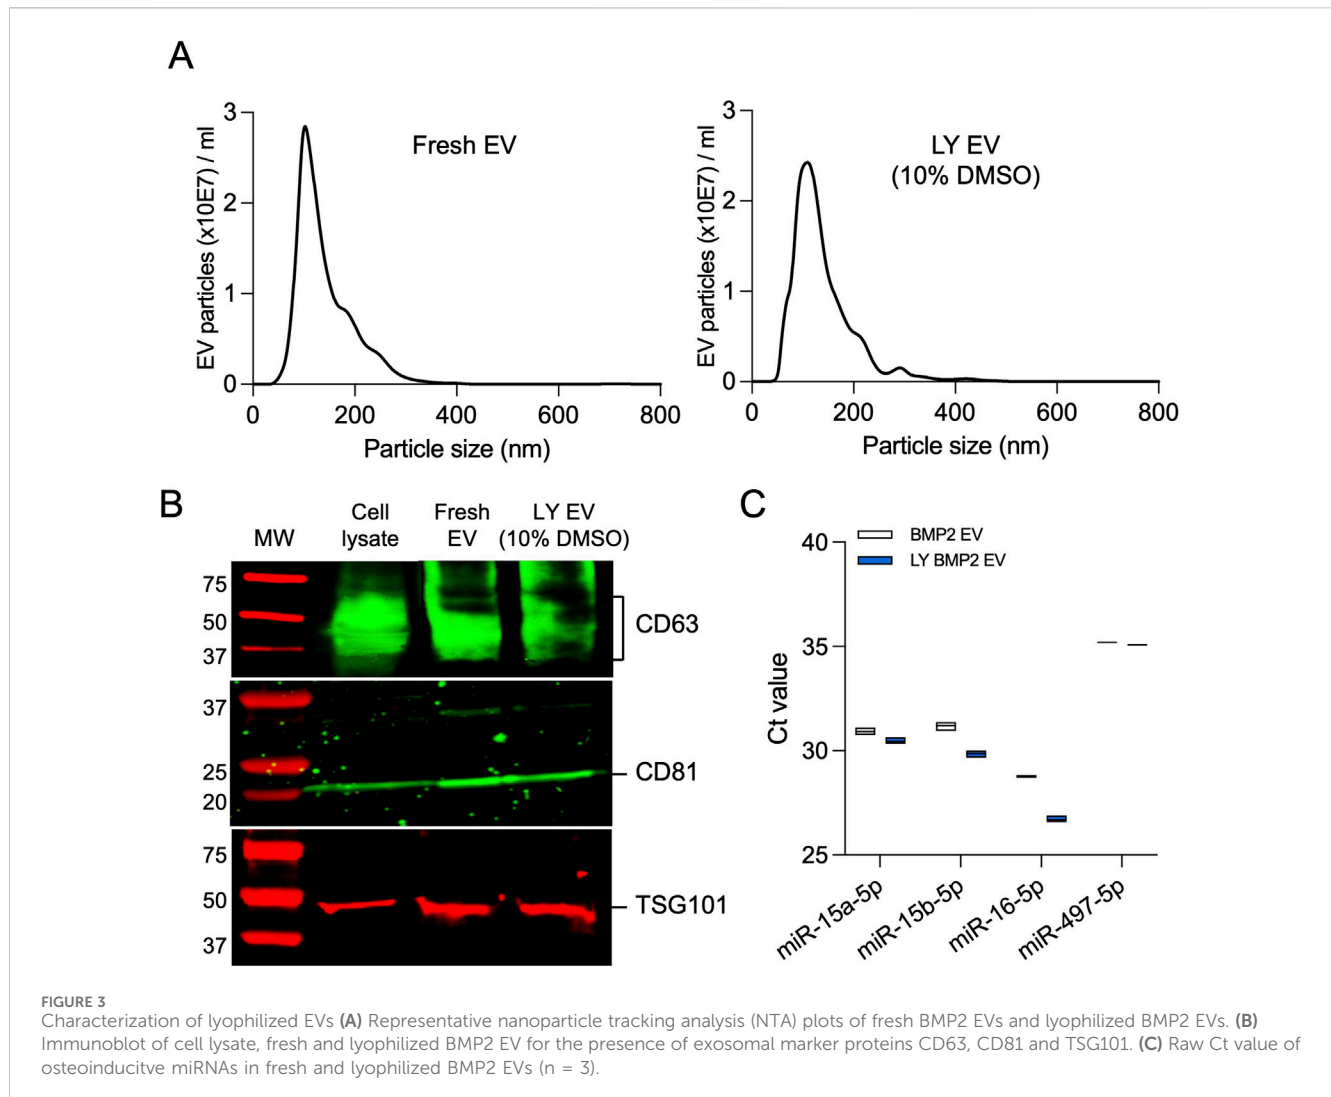 A
3
2
1
0
EV particles (x10E7) / ml
Fresh EV
0 200 400 600 800
Particle size (nm)
3
2
1
0
EV particles (x10E7) / ml
LY EV
(10% DMSO)
0 200 400 600 800
Particle size (nm)
B
MW
Cell
lysate
Fresh
EV
LY EV
(10% DMSO)
75
50
37
CD63
37
25
20
CD81
75
50
37
TSG101
C
BMP2 EV
LY BMP2 EV
40
35
30
25
Ct value
miR-15a-5p
miR-15b-5p
miR-16-5p
miR-497-5p
FIGURE 3
Characterization of lyophilized EVs (A) Representative nanoparticle tracking analysis (NTA) plots of fresh BMP2 EVs and lyophilized BMP2 EVs. (B)
Immunoblot of cell lysate, fresh and lyophilized BMP2 EV for the presence of exosomal marker proteins CD63, CD81 and TSG101. (C) Raw Ct value of
osteoinducitve miRNAs in fresh and lyophilized BMP2 EVs (n = 3).